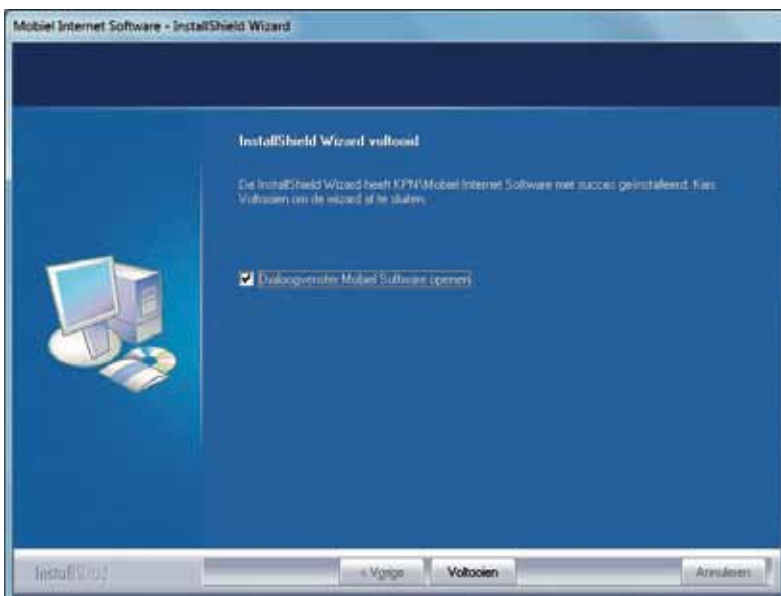 Mobiel Internet Software - InstallShield Wizard
InstallShield Wizard voltooid
De InstallShield Wizard heeft KPN\Mobiel Internet Software met succes geïnstalleerd. Kies
Voltooien om de wizard af te sluiten.
Dialoogvenster Mobiel Software openen
InstallShield
< Vorige
Voltooien
Annuleren